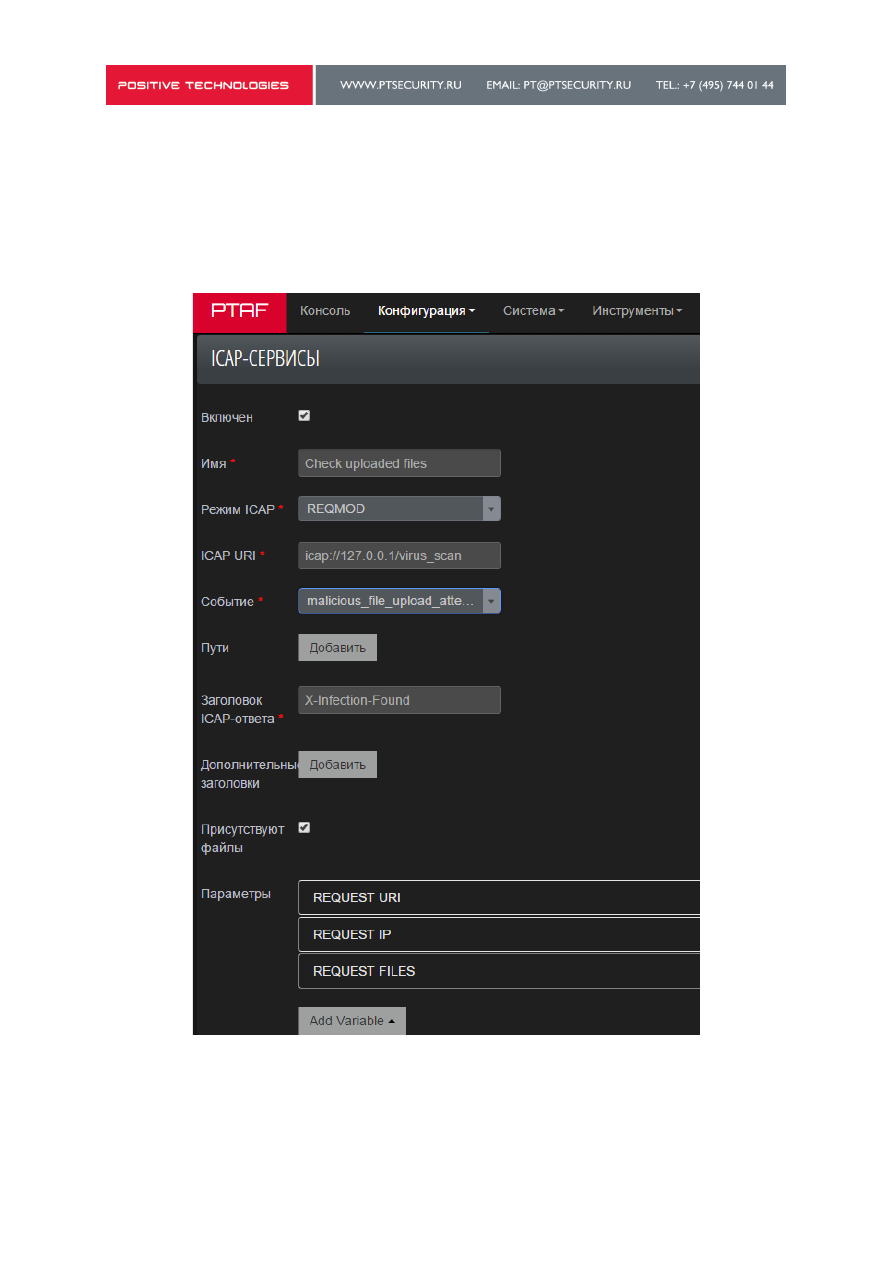 POSITIVE TECHNOLOGIES WWW.PTSECURITY.RU EMAIL: PT@PTSECURITY.RU TEL.: +7 (495) 744 01 44
PTAF Консоль Конфигурация Система Инструменты
ICAP-СЕРВИСЫ
Включен
Имя * Check uploaded files
Режим ICAP * REQMOD
ICAP URI * icap://127.0.0.1/virus_scan
Событие * malicious_file_upload_atte...
Пути Добавить
Заголовок X-Infection-Found
ICAP-ответа *
Дополнительные Добавить
заголовки
Присутствуют
файлы
Параметры REQUEST URI
REQUEST IP
REQUEST FILES
Add Variable